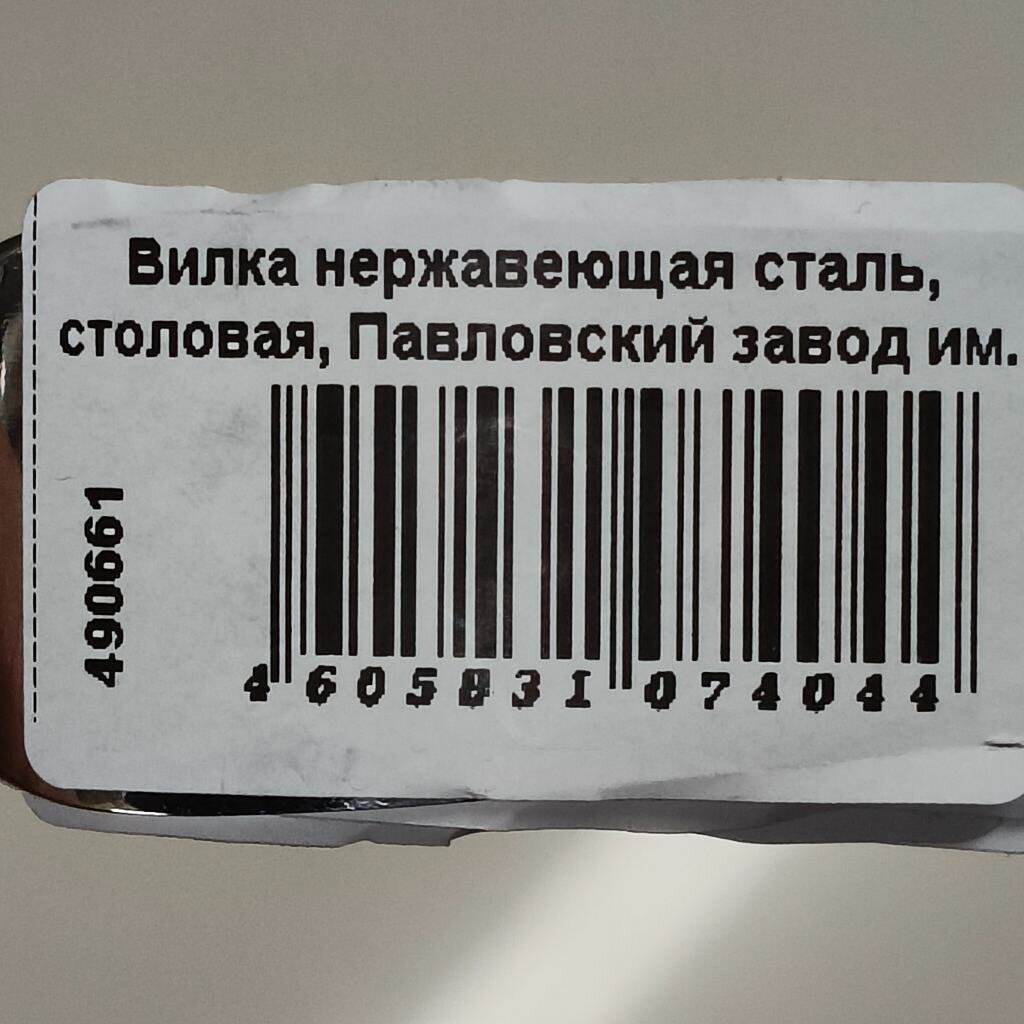 Вилка нержавеющая сталь,
столовая, Павловский завод им.
490661
4 605831 074044